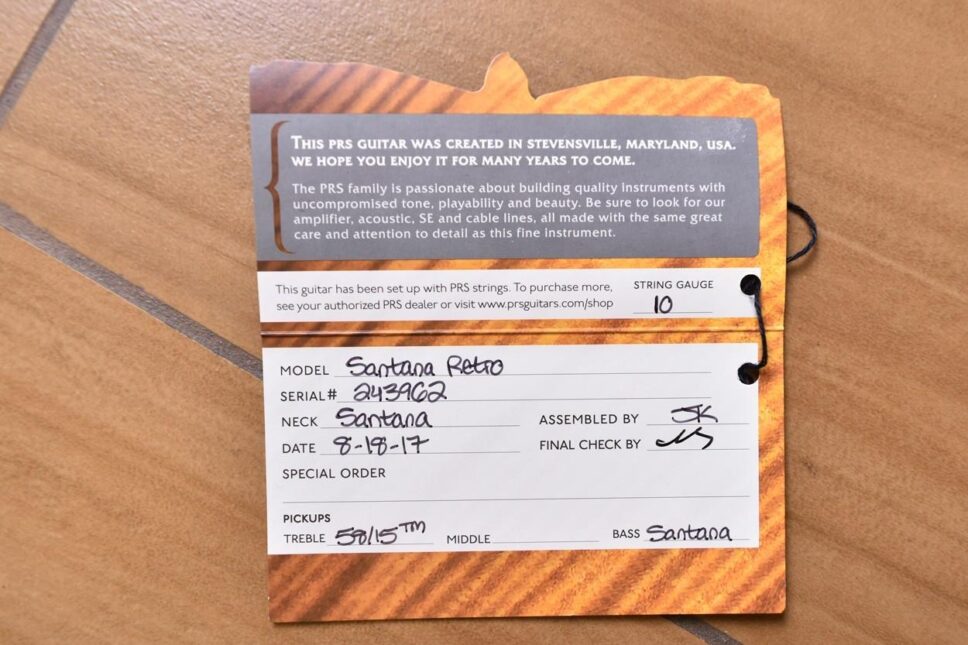 THIS PRS GUITAR WAS CREATED IN STEVENSVILLE, MARYLAND, USA.
WE HOPE YOU ENJOY IT FOR MANY YEARS TO COME.
The PRS family is passionate about building quality instruments with
uncompromised tone, playability and beauty. Be sure to look for our
amplifier, acoustic, SE and cable lines, all made with the same great
care and attention to detail as this fine instrument.
This guitar has been set up with PRS strings. To purchase more,
see your authorized PRS dealer or visit www.prsguitars.com/shop
STRING GAUGE
10
MODEL Santana Retro
SERIAL# 243962
NECK Santana
ASSEMBLED BY JK
DATE 8-18-17
FINAL CHECK BY
SPECIAL ORDER
PICKUPS
TREBLE 58/15™ MIDDLE BASS Santana